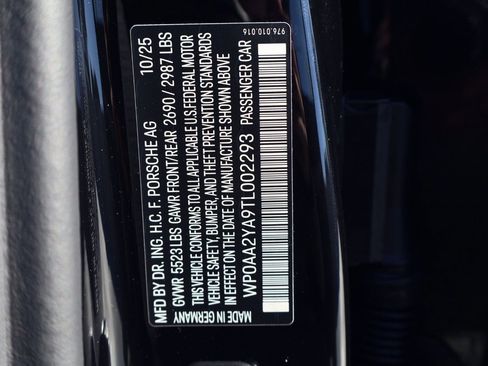 MFD BY DR. ING. H.C. F. PORSCHE AG 10/25
GVWR 5523 LBS GAWR FRONT/REAR 2690 / 2987 LBS
THIS VEHICLE CONFORMS TO ALL APPLICABLE U.S. FEDERAL MOTOR
VEHICLE SAFETY, BUMPER, AND THEFT PREVENTION STANDARDS
IN EFFECT ON THE DATE OF MANUFACTURE SHOWN ABOVE
WP0AA2YA9TL002293 PASSENGER CAR
MADE IN GERMANY 976.010.016